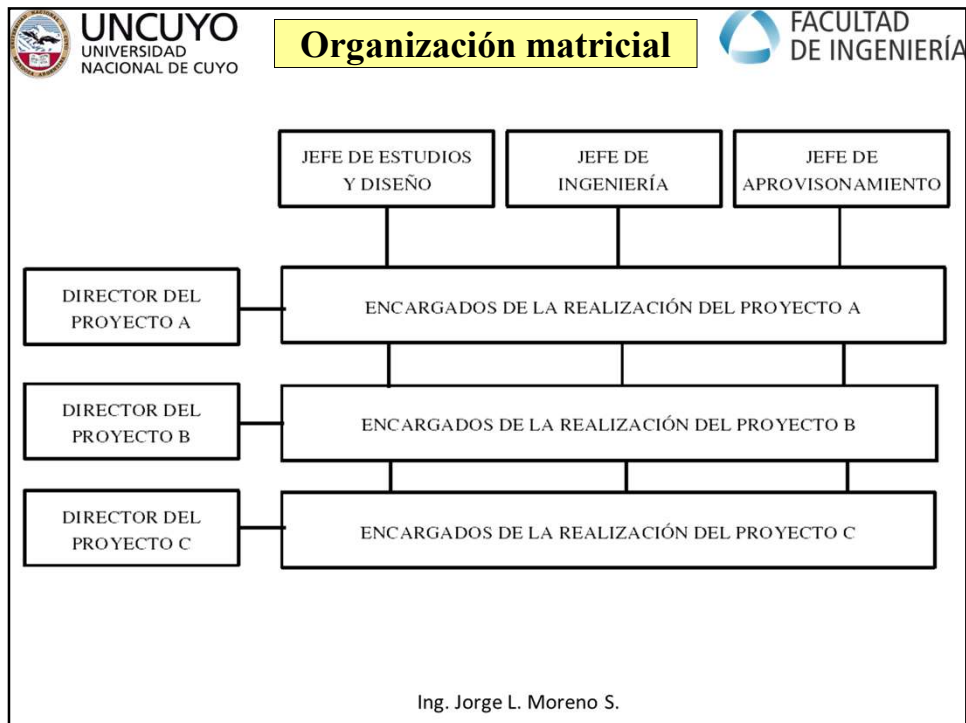 UNCUYO
UNIVERSIDAD
NACIONAL DE CUYO
Organización matricial
FACULTAD
DE INGENIERÍA
JEFE DE ESTUDIOS
Y DISEÑO
JEFE DE
INGENIERÍA
JEFE DE
APROVISONAMIENTO
DIRECTOR DEL
PROYECTO A
ENCARGADOS DE LA REALIZACIÓN DEL PROYECTO A
DIRECTOR DEL
PROYECTO B
ENCARGADOS DE LA REALIZACIÓN DEL PROYECTO B
DIRECTOR DEL
PROYECTO C
ENCARGADOS DE LA REALIZACIÓN DEL PROYECTO C
Ing. Jorge L. Moreno S.